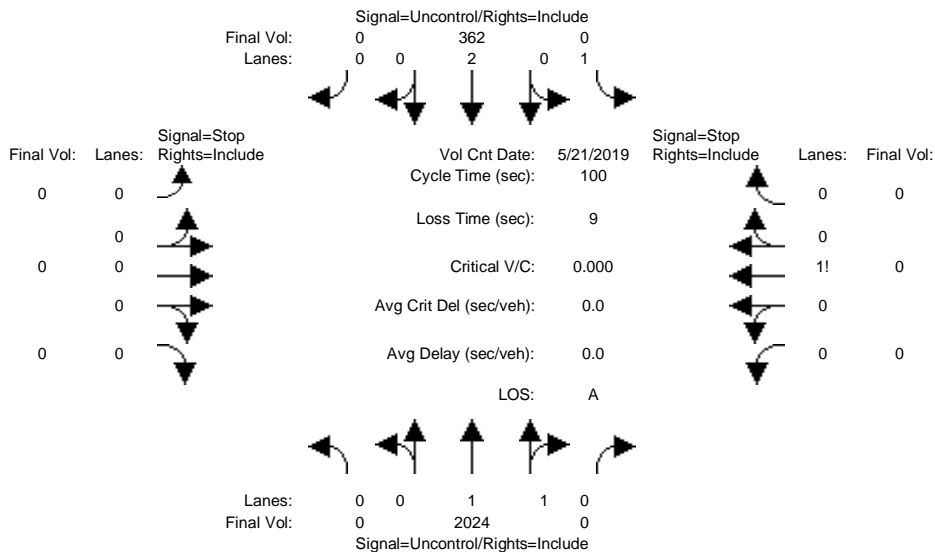 Signal=Uncontrol/Rights=Include
Final Vol: 0 362 0
Lanes: 0 0 2 0 1
Signal=Stop
Final Vol: Lanes: Rights=Include
Vol Cnt Date: 5/21/2019
Signal=Stop
Rights=Include Lanes: Final Vol:
Cycle Time (sec): 100
0 0 0 0
Loss Time (sec): 9
0 0
0 0 Critical V/C: 0.000 1! 0
0 Avg Crit Del (sec/veh): 0.0 0
0 0 Avg Delay (sec/veh): 0.0 0 0
LOS: A
Lanes: 0 0 1 1 0
Final Vol: 0 2024 0
Signal=Uncontrol/Rights=Include